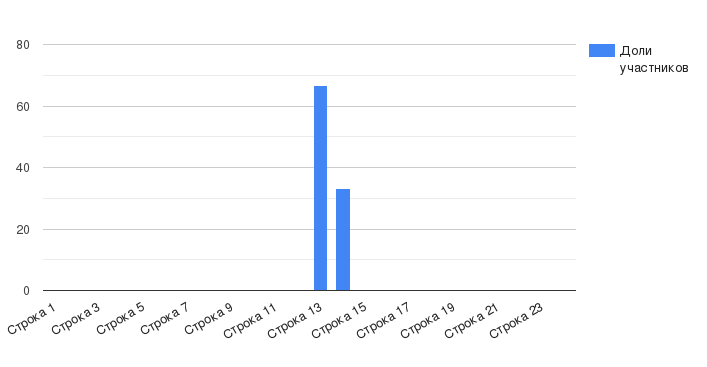 80
Доли
участников
60
40
20
0
Строка 1
Строка 3
Строка 5
Строка 7
Строка 9
Строка 11
Строка 13
Строка 15
Строка 17
Строка 19
Строка 21
Строка 23